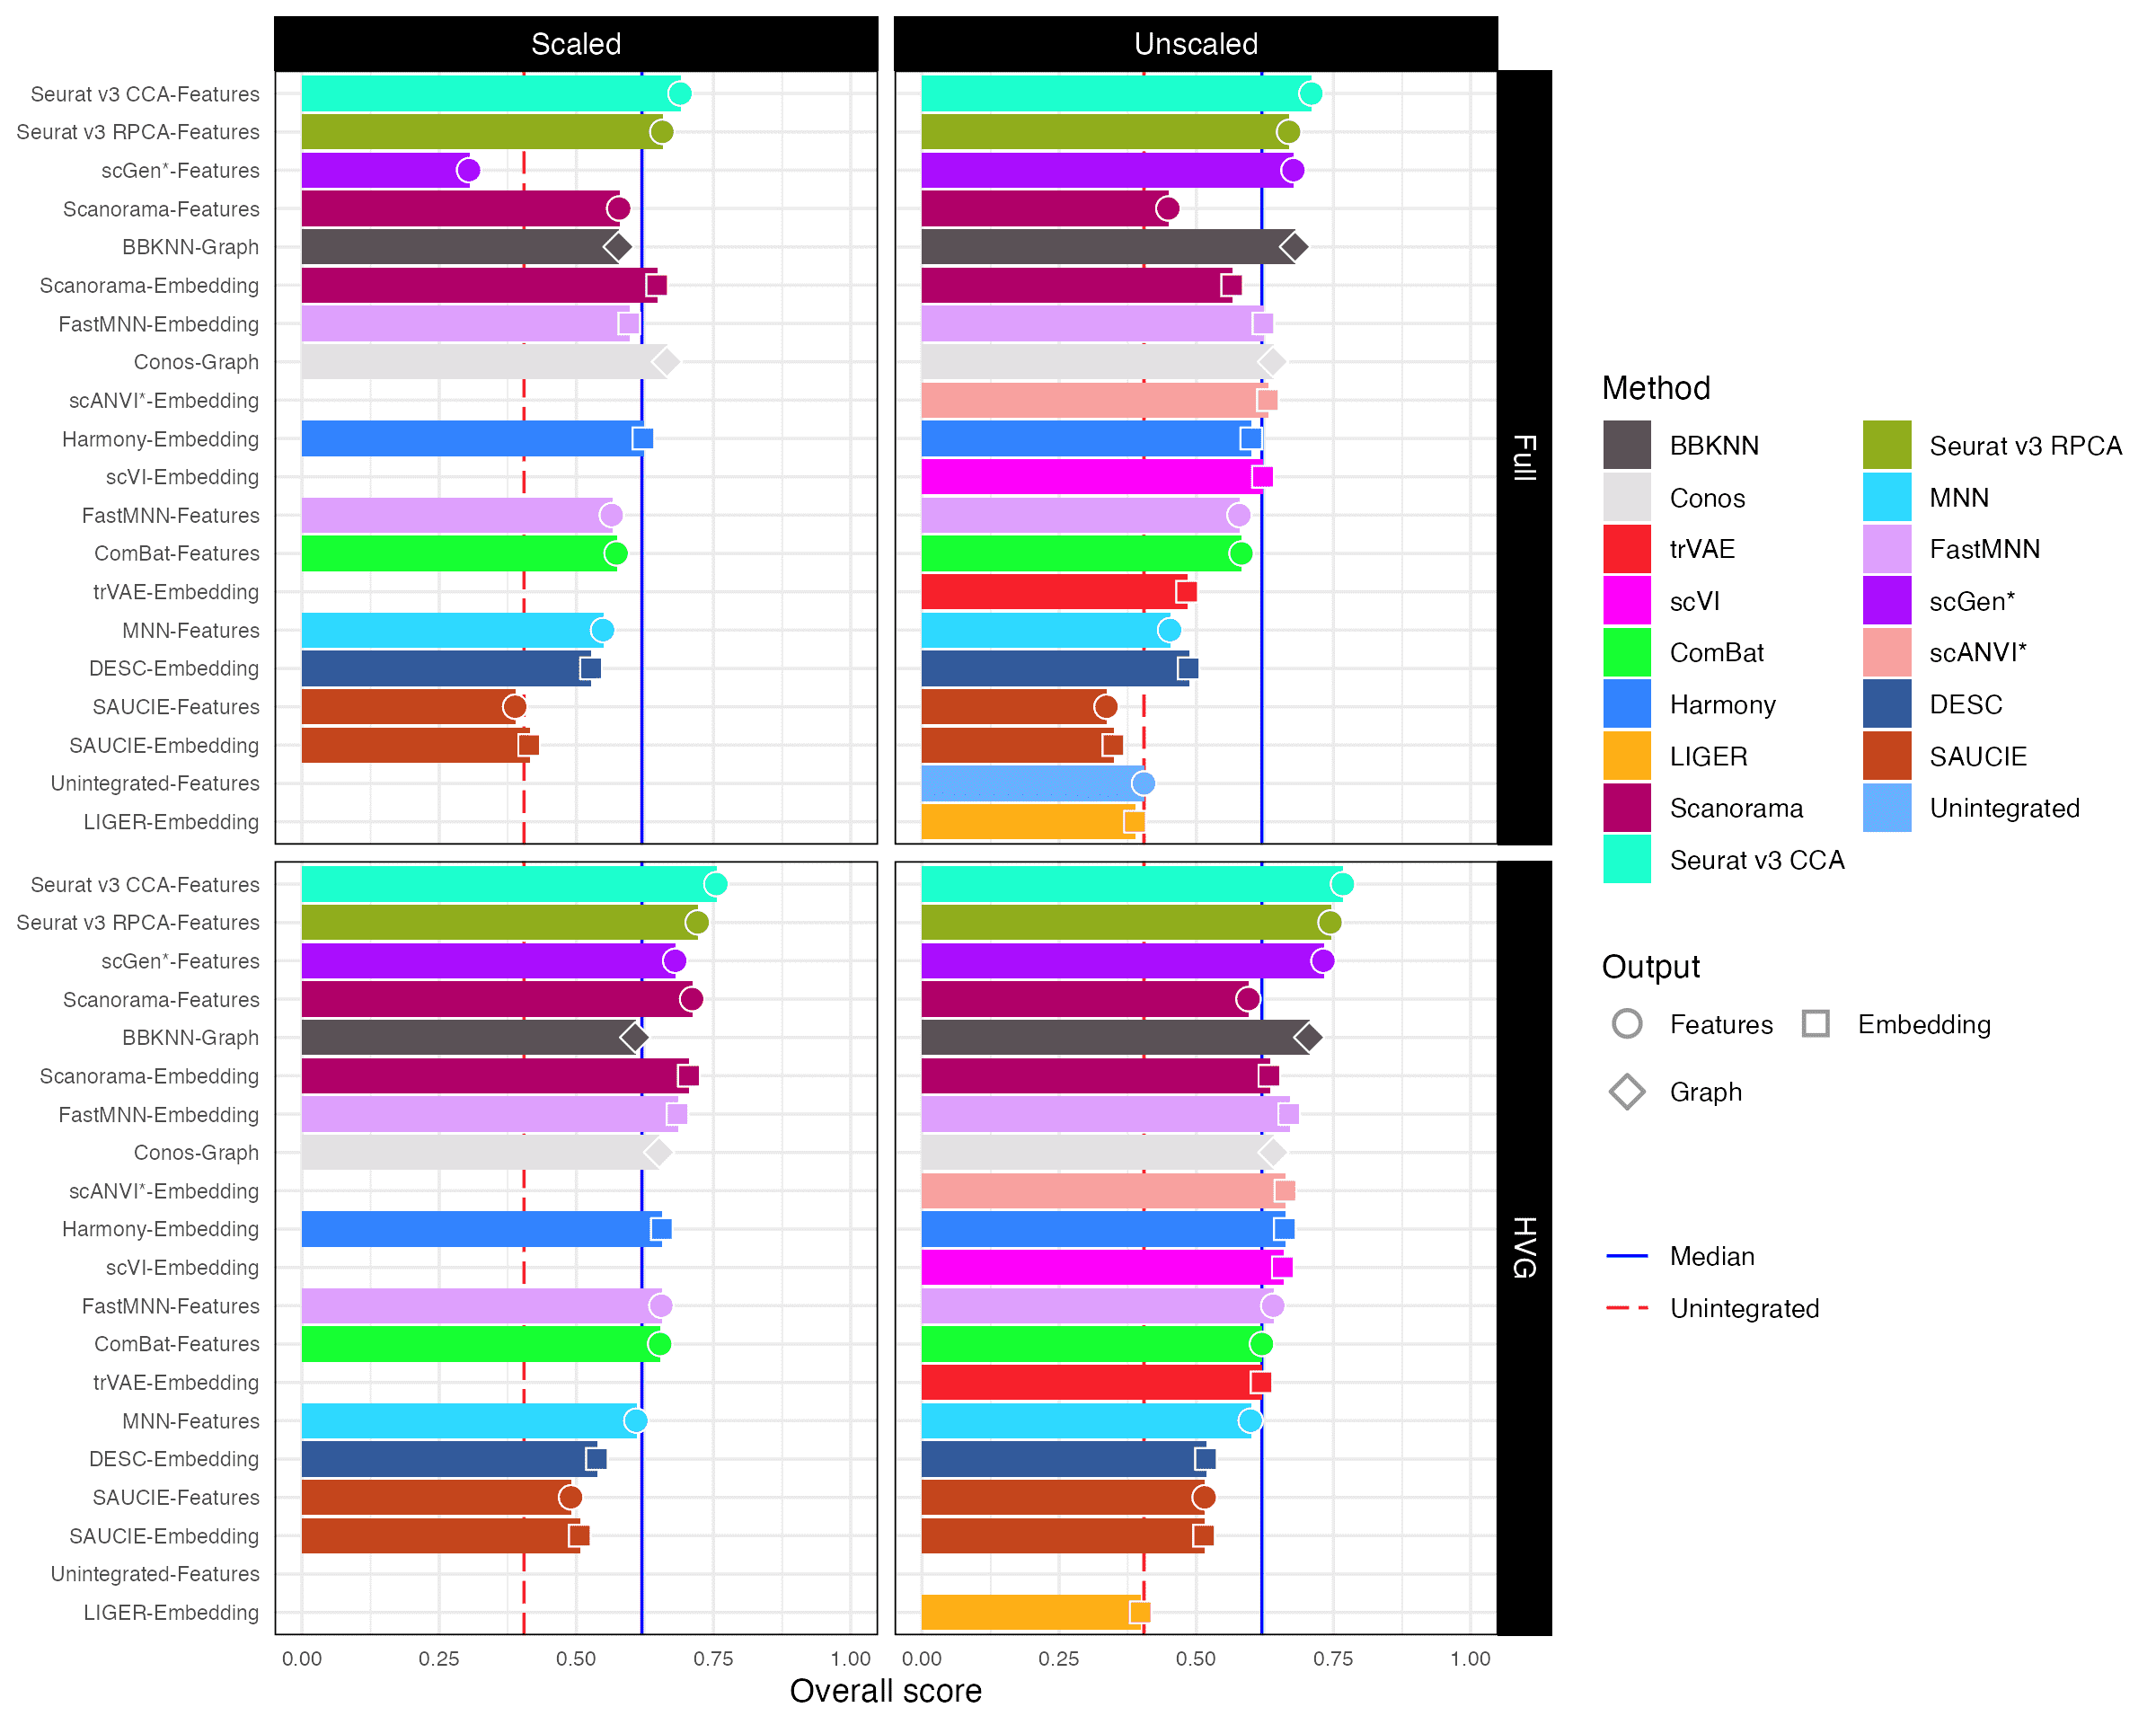 Scaled
Unscaled
Seurat v3 CCA-Features
Seurat v3 RPCA-Features
scGen*-Features
Scanorama-Features
BBKNN-Graph
Scanorama-Embedding
FastMNN-Embedding
Conos-Graph
scANVI*-Embedding
Harmony-Embedding
scVI-Embedding
FastMNN-Features
ComBat-Features
trVAE-Embedding
MNN-Features
DESC-Embedding
SAUCIE-Features
SAUCIE-Embedding
Unintegrated-Features
LIGER-Embedding
Full
Seurat v3 CCA-Features
Seurat v3 RPCA-Features
scGen*-Features
Scanorama-Features
BBKNN-Graph
Scanorama-Embedding
FastMNN-Embedding
Conos-Graph
scANVI*-Embedding
Harmony-Embedding
scVI-Embedding
FastMNN-Features
ComBat-Features
trVAE-Embedding
MNN-Features
DESC-Embedding
SAUCIE-Features
SAUCIE-Embedding
Unintegrated-Features
LIGER-Embedding
HVG
0.00 0.25 0.50 0.75 1.00
0.00 0.25 0.50 0.75 1.00
Overall score
Method
BBKNN
Conos
trVAE
scVI
ComBat
Harmony
LIGER
Scanorama
Seurat v3 CCA
Seurat v3 RPCA
MNN
FastMNN
scGen*
scANVI*
DESC
SAUCIE
Unintegrated
Output
Features
Embedding
Graph
Median
Unintegrated